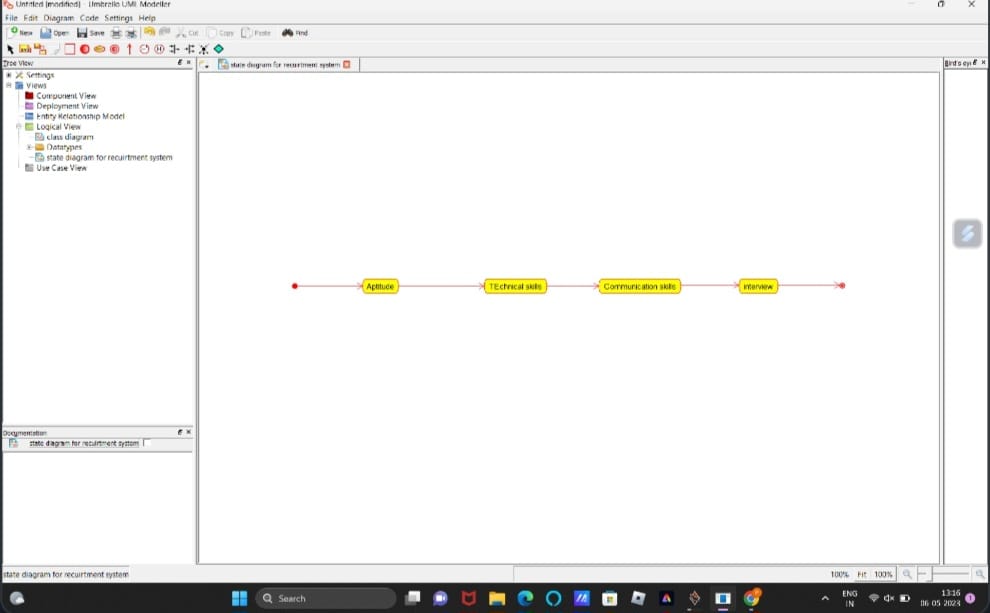 Untitled [modified] - Umbrello UML Modeller
File Edit Diagram Code Settings Help
New Open Save Cut Copy Paste Find
Tree View
state diagram for recuirtment system
Bird's eye
Settings
Views
Component View
Deployment View
Entity Relationship Model
Logical View
class diagram
Datatypes
state diagram for recuirtment system
Use Case View
Aptitude TEchnical skills Communication skills interview
Documentation
state diagram for recuirtment system
state diagram for recuirtment system
100% Fit 100%
Search
ENG
IN
13:16
06-05-2023
1